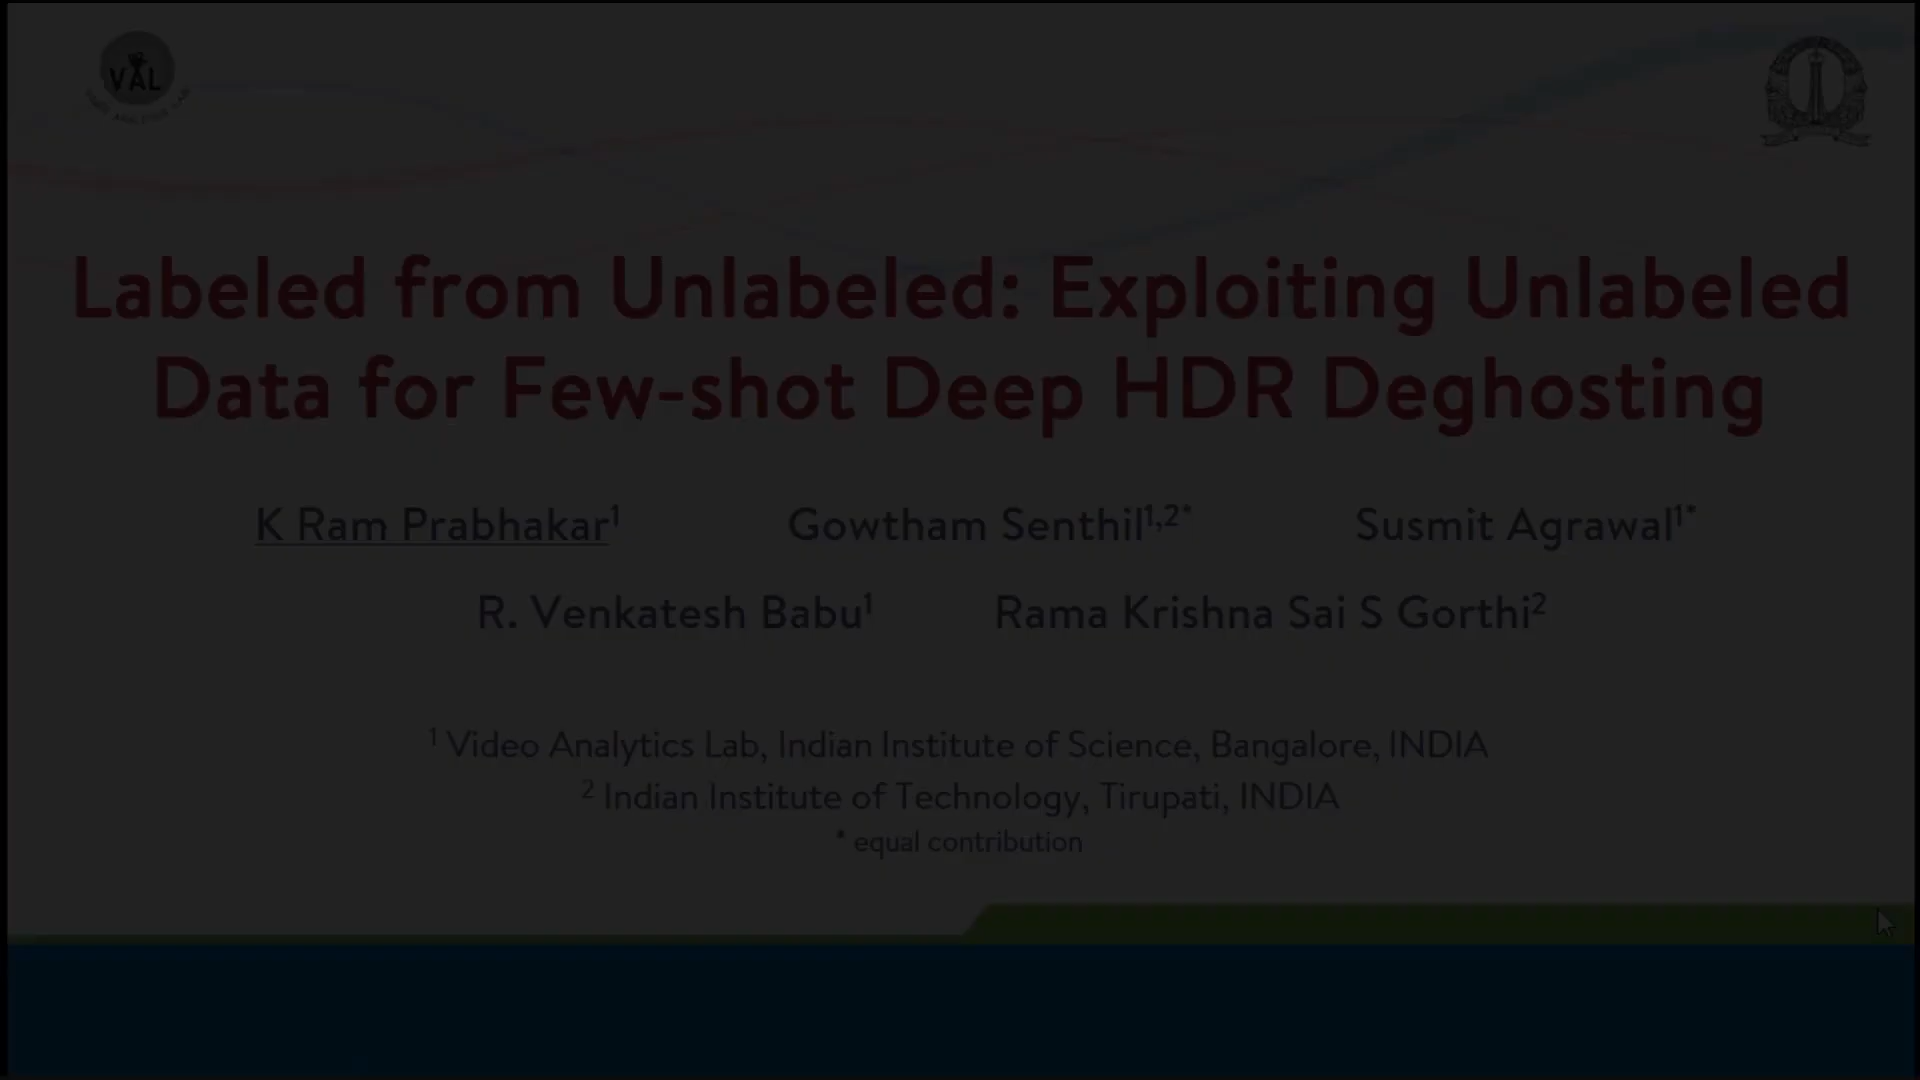 VAL
Labeled from Unlabeled: Exploiting Unlabeled
Data for Few-shot Deep HDR Deghosting
K Ram Prabhakar¹ Gowtham Senthil¹,²* Susmit Agrawal¹*
R. Venkatesh Babu¹ Rama Krishna Sai S Gorthi²
¹ Video Analytics Lab, Indian Institute of Science, Bangalore, INDIA
² Indian Institute of Technology, Tirupati, INDIA
* equal contribution